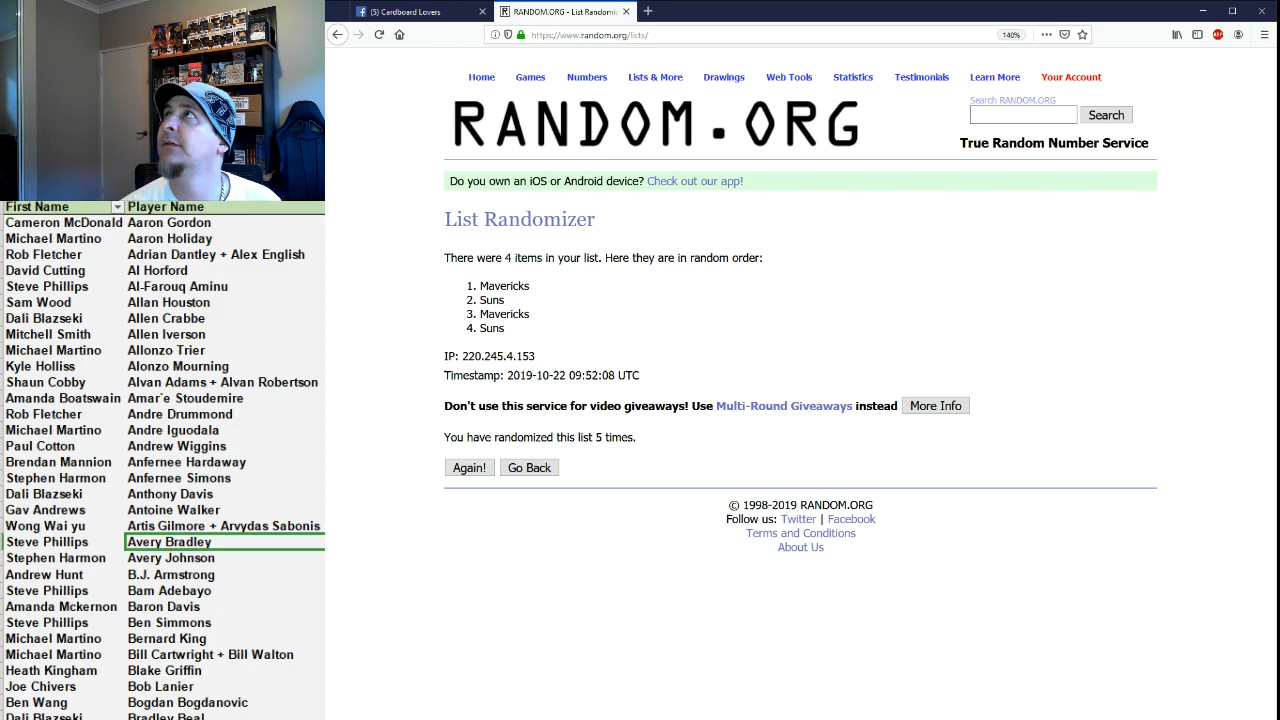 (5) Cardboard Lovers
RANDOM.ORG - List Randomiz
https://www.random.org/lists/
140%
Home Games Numbers Lists & More Drawings Web Tools Statistics Testimonials Learn More Your Account
RANDOM.ORG
Search RANDOM.ORG
Search
True Random Number Service
Do you own an iOS or Android device? Check out our app!
List Randomizer
There were 4 items in your list. Here they are in random order:
1. Mavericks
2. Suns
3. Mavericks
4. Suns
IP: 220.245.4.153
Timestamp: 2019-10-22 09:52:08 UTC
Don't use this service for video giveaways! Use Multi-Round Giveaways instead More Info
You have randomized this list 5 times.
Again! Go Back
© 1998-2019 RANDOM.ORG
Follow us: Twitter | Facebook
Terms and Conditions
About Us
First Name Player Name
Cameron McDonald Aaron Gordon
Michael Martino Aaron Holiday
Rob Fletcher Adrian Dantley + Alex English
David Cutting Al Horford
Steve Phillips Al-Farouq Aminu
Sam Wood Allan Houston
Dali Blazseki Allen Crabbe
Mitchell Smith Allen Iverson
Michael Martino Allonzo Trier
Kyle Holliss Alonzo Mourning
Shaun Cobby Alvan Adams + Alvan Robertson
Amanda Boatswain Amar`e Stoudemire
Rob Fletcher Andre Drummond
Michael Martino Andre Iguodala
Paul Cotton Andrew Wiggins
Brendan Mannion Anfernee Hardaway
Stephen Harmon Anfernee Simons
Dali Blazseki Anthony Davis
Gav Andrews Antoine Walker
Wong Wai yu Artis Gilmore + Arvydas Sabonis
Steve Phillips Avery Bradley
Stephen Harmon Avery Johnson
Andrew Hunt B.J. Armstrong
Steve Phillips Bam Adebayo
Amanda Mckernon Baron Davis
Steve Phillips Ben Simmons
Michael Martino Bernard King
Michael Martino Bill Cartwright + Bill Walton
Heath Kingham Blake Griffin
Joe Chivers Bob Lanier
Ben Wang Bogdan Bogdanovic
Dali Blazseki Bradley Beal